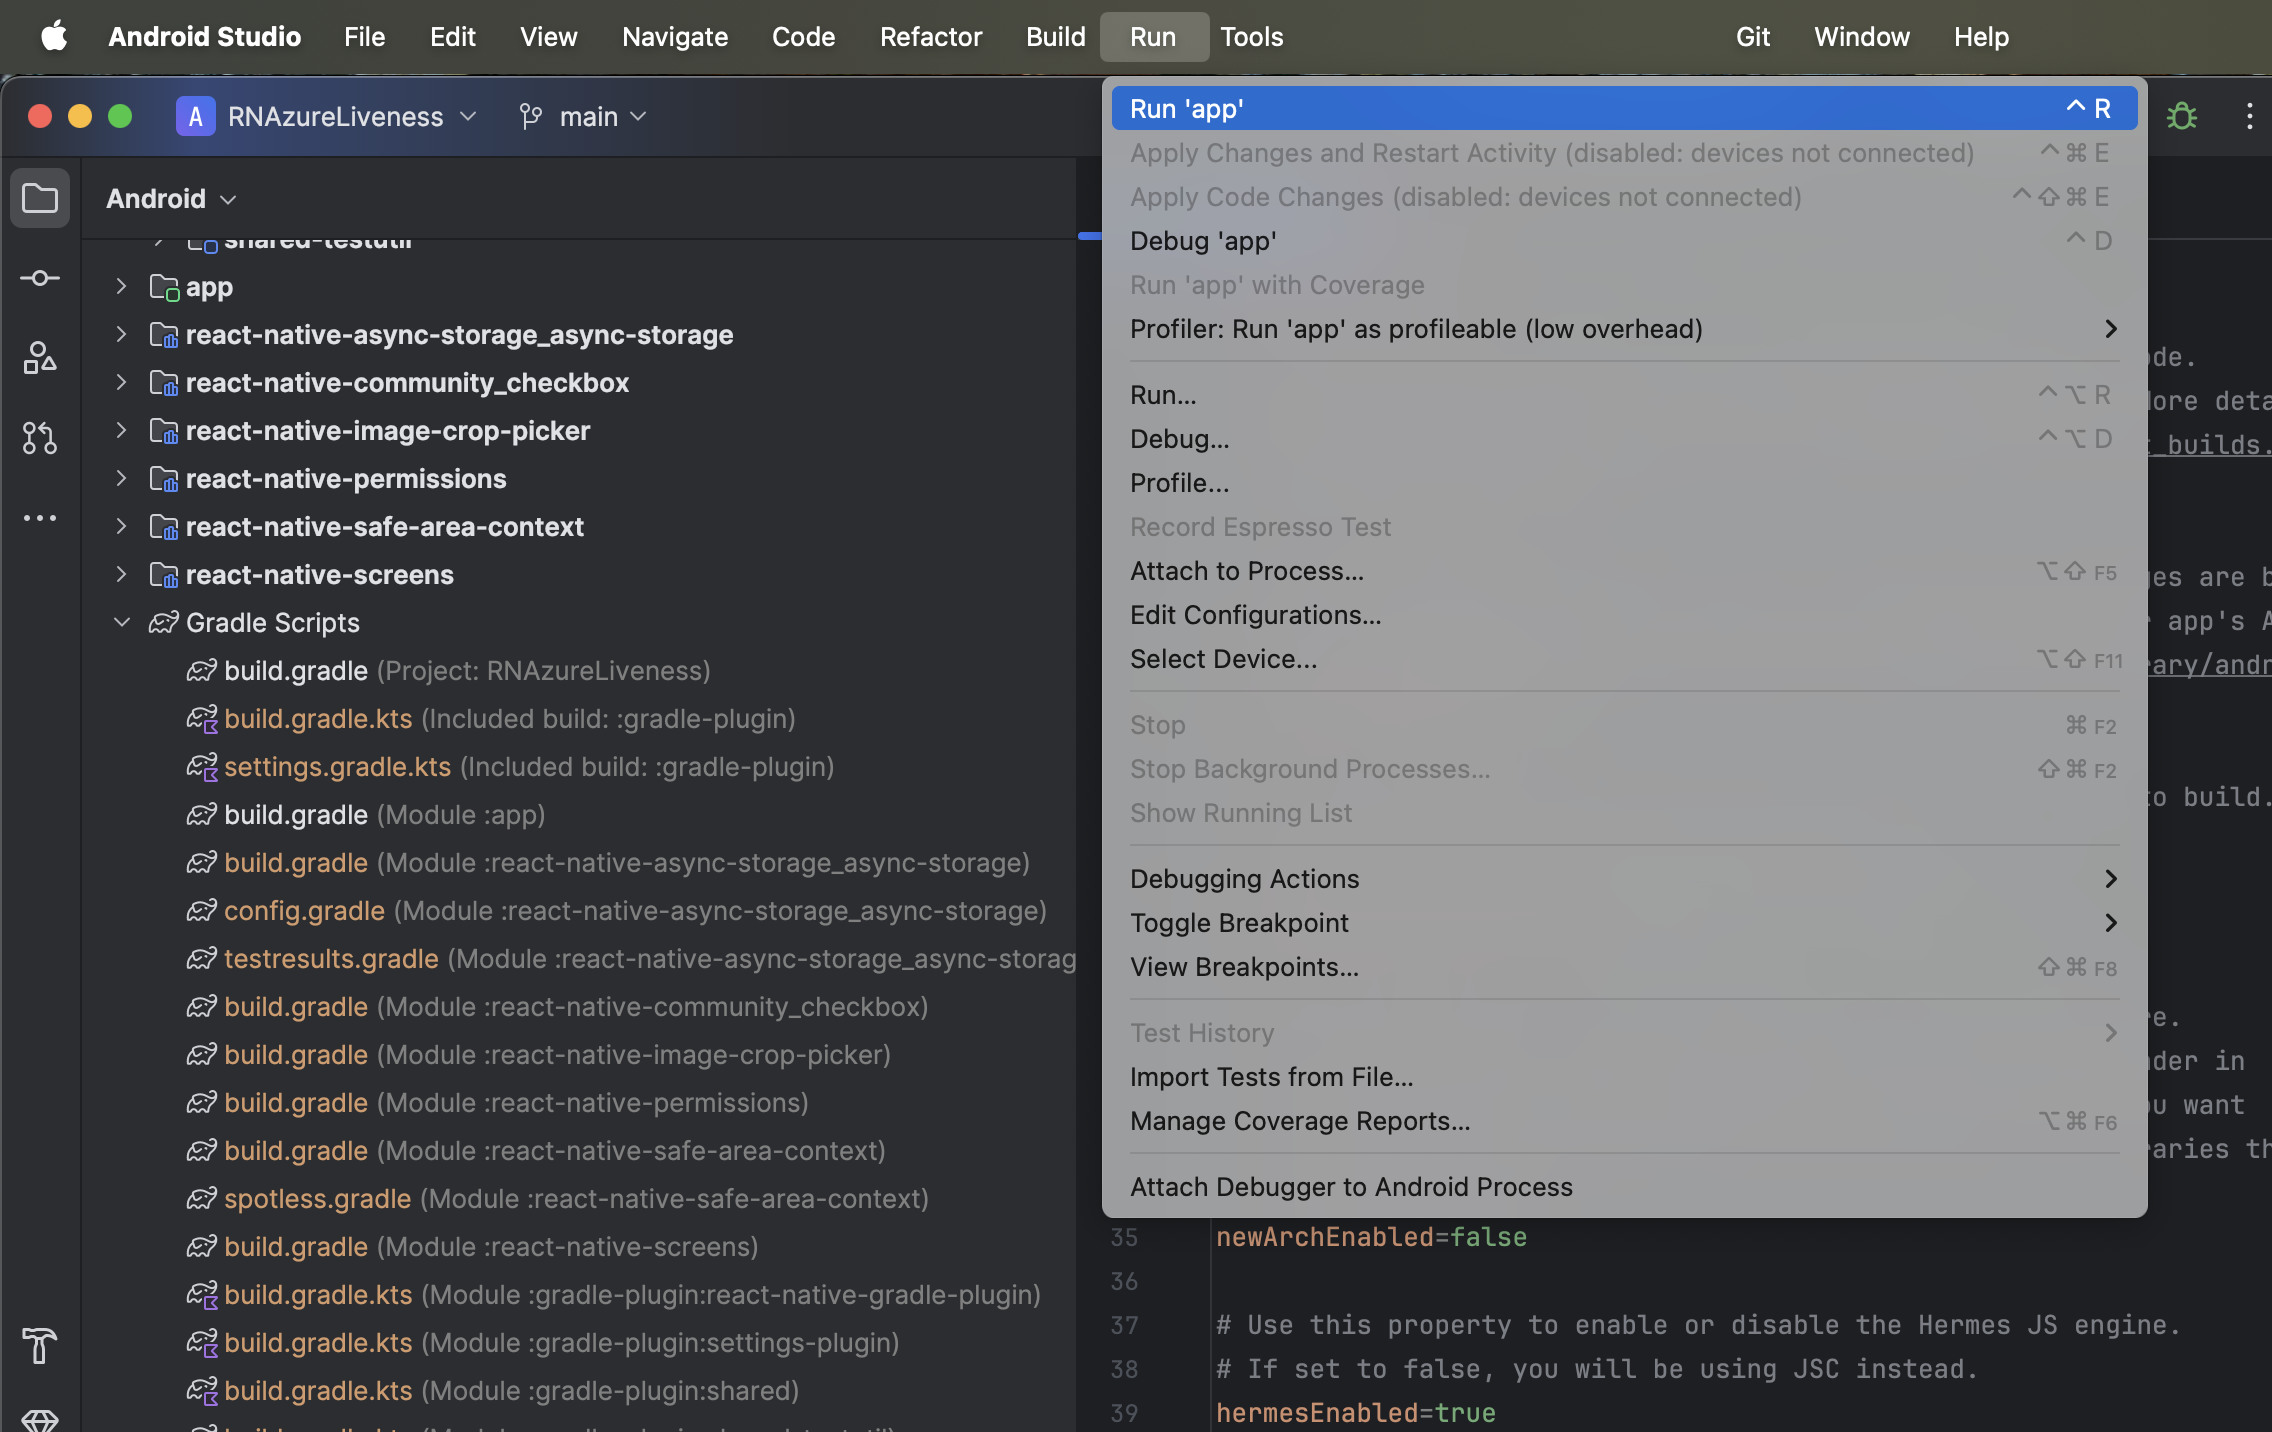 Android Studio File Edit View Navigate Code Refactor Build Run Tools Git Window Help
A RNAzureLiveness main
Android
shared-testutil
app
react-native-async-storage_async-storage
react-native-community_checkbox
react-native-image-crop-picker
react-native-permissions
react-native-safe-area-context
react-native-screens
Gradle Scripts
build.gradle (Project: RNAzureLiveness)
build.gradle.kts (Included build: :gradle-plugin)
settings.gradle.kts (Included build: :gradle-plugin)
build.gradle (Module :app)
build.gradle (Module :react-native-async-storage_async-storage)
config.gradle (Module :react-native-async-storage_async-storage)
testresults.gradle (Module :react-native-async-storage_async-storag
build.gradle (Module :react-native-community_checkbox)
build.gradle (Module :react-native-image-crop-picker)
build.gradle (Module :react-native-permissions)
build.gradle (Module :react-native-safe-area-context)
spotless.gradle (Module :react-native-safe-area-context)
build.gradle (Module :react-native-screens)
build.gradle.kts (Module :gradle-plugin:react-native-gradle-plugin)
build.gradle.kts (Module :gradle-plugin:settings-plugin)
build.gradle.kts (Module :gradle-plugin:shared)
Run 'app' ⌃ R
Apply Changes and Restart Activity (disabled: devices not connected) ⌃⌘ E
Apply Code Changes (disabled: devices not connected) ⌃⇧⌘ E
Debug 'app' ⌃ D
Run 'app' with Coverage
Profiler: Run 'app' as profileable (low overhead)
Run... ⌃⌥ R
Debug... ⌃⌥ D
Profile...
Record Espresso Test
Attach to Process... ⌥⇧ F5
Edit Configurations...
Select Device... ⌥⇧ F11
Stop ⌘ F2
Stop Background Processes... ⇧⌘ F2
Show Running List
Debugging Actions
Toggle Breakpoint
View Breakpoints... ⇧⌘ F8
Test History
Import Tests from File...
Manage Coverage Reports... ⌥⌘ F6
Attach Debugger to Android Process
de.
ore deta
_builds.
es are b
app's A
ary/andr
o build.
e.
der in
u want
aries th
35 newArchEnabled=false
36
37 # Use this property to enable or disable the Hermes JS engine.
38 # If set to false, you will be using JSC instead.
39 hermesEnabled=true